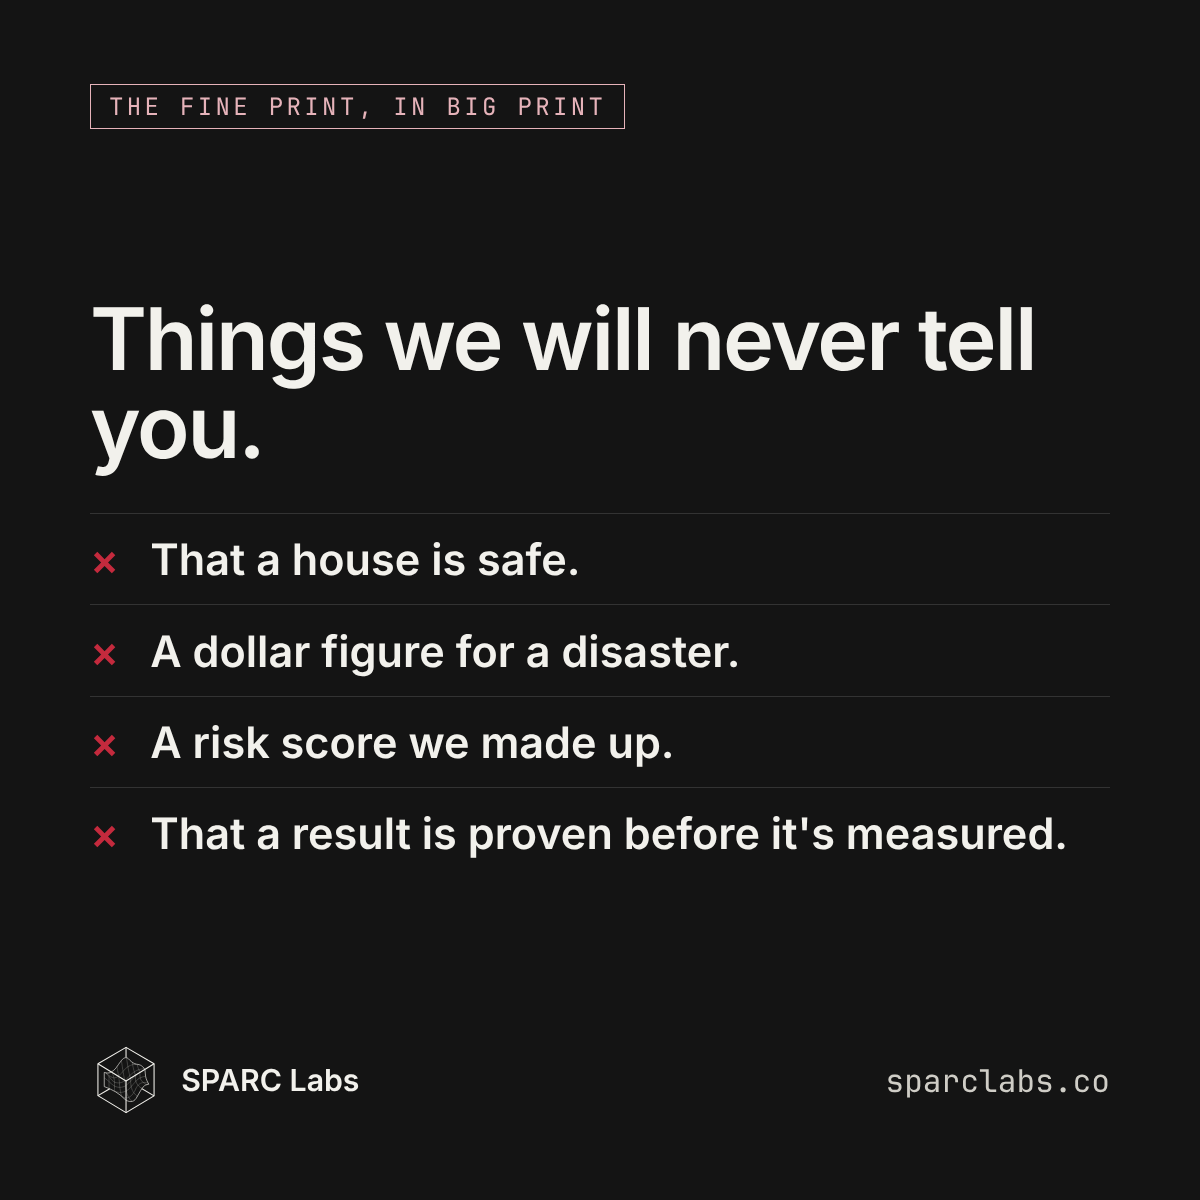 THE FINE PRINT, IN BIG PRINT
Things we will never tell
you.
× That a house is safe.
× A dollar figure for a disaster.
× A risk score we made up.
× That a result is proven before it's measured.
SPARC Labs
sparclabs.co